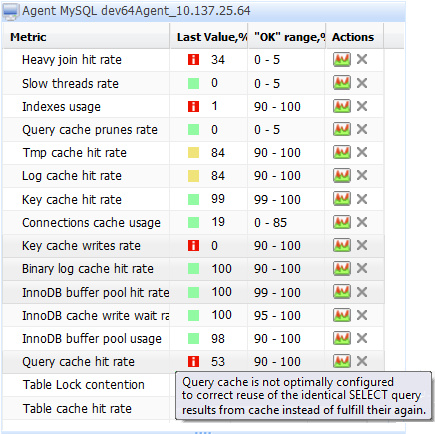 Agent MySQL dev64Agent_10.137.25.64
Metric Last Value,% "OK" range,% Actions
Heavy join hit rate 34 0 - 5
Slow threads rate 0 0 - 5
Indexes usage 1 90 - 100
Query cache prunes rate 0 0 - 5
Tmp cache hit rate 84 90 - 100
Log cache hit rate 84 90 - 100
Key cache hit rate 99 99 - 100
Connections cache usage 19 0 - 85
Key cache writes rate 0 90 - 100
Binary log cache hit rate 100 90 - 100
InnoDB buffer pool hit rate 100 99 - 100
InnoDB cache write wait ra 100 95 - 100
InnoDB buffer pool usage 98 90 - 100
Query cache hit rate 53 90 - 100
Table Lock contention
Table cache hit rate
Query cache is not optimally configured
to correct reuse of the identical SELECT query
results from cache instead of fulfill their again.